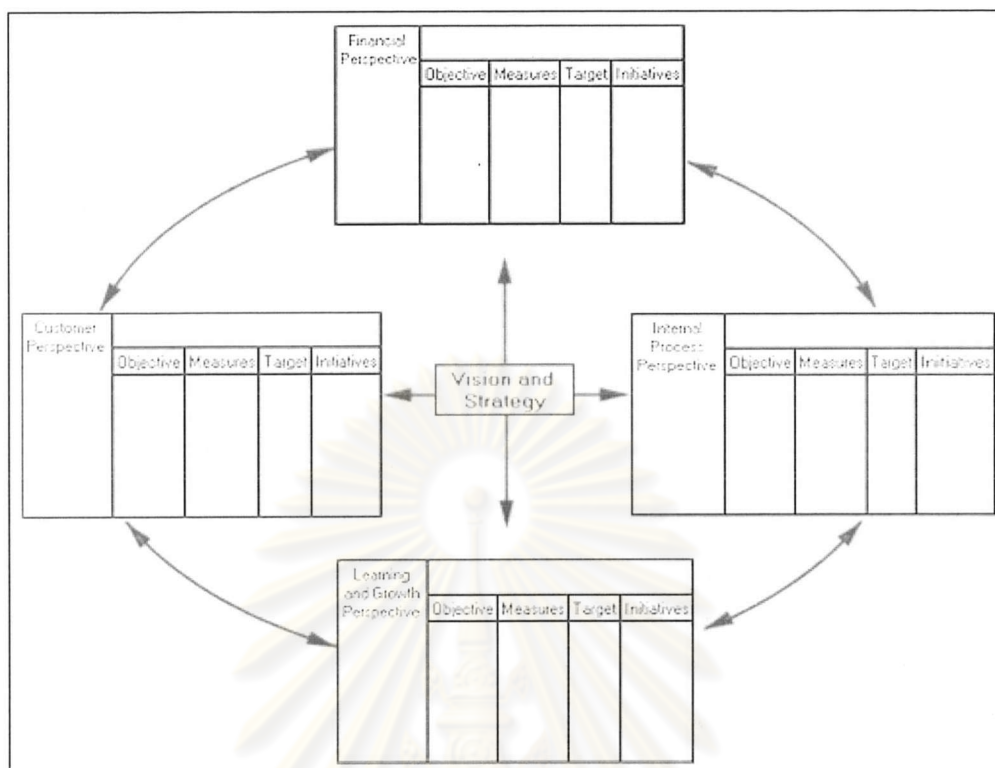 Financial
Perspective
Objective Measures Target Initiatives
Customer
Perspective
Objective Measures Target Initiatives
Vision and
Strategy
Internal
Process
Perspective
Objective Measures Target Initiatives
Learning
and Growth
Perspective
Objective Measures Target Initiatives